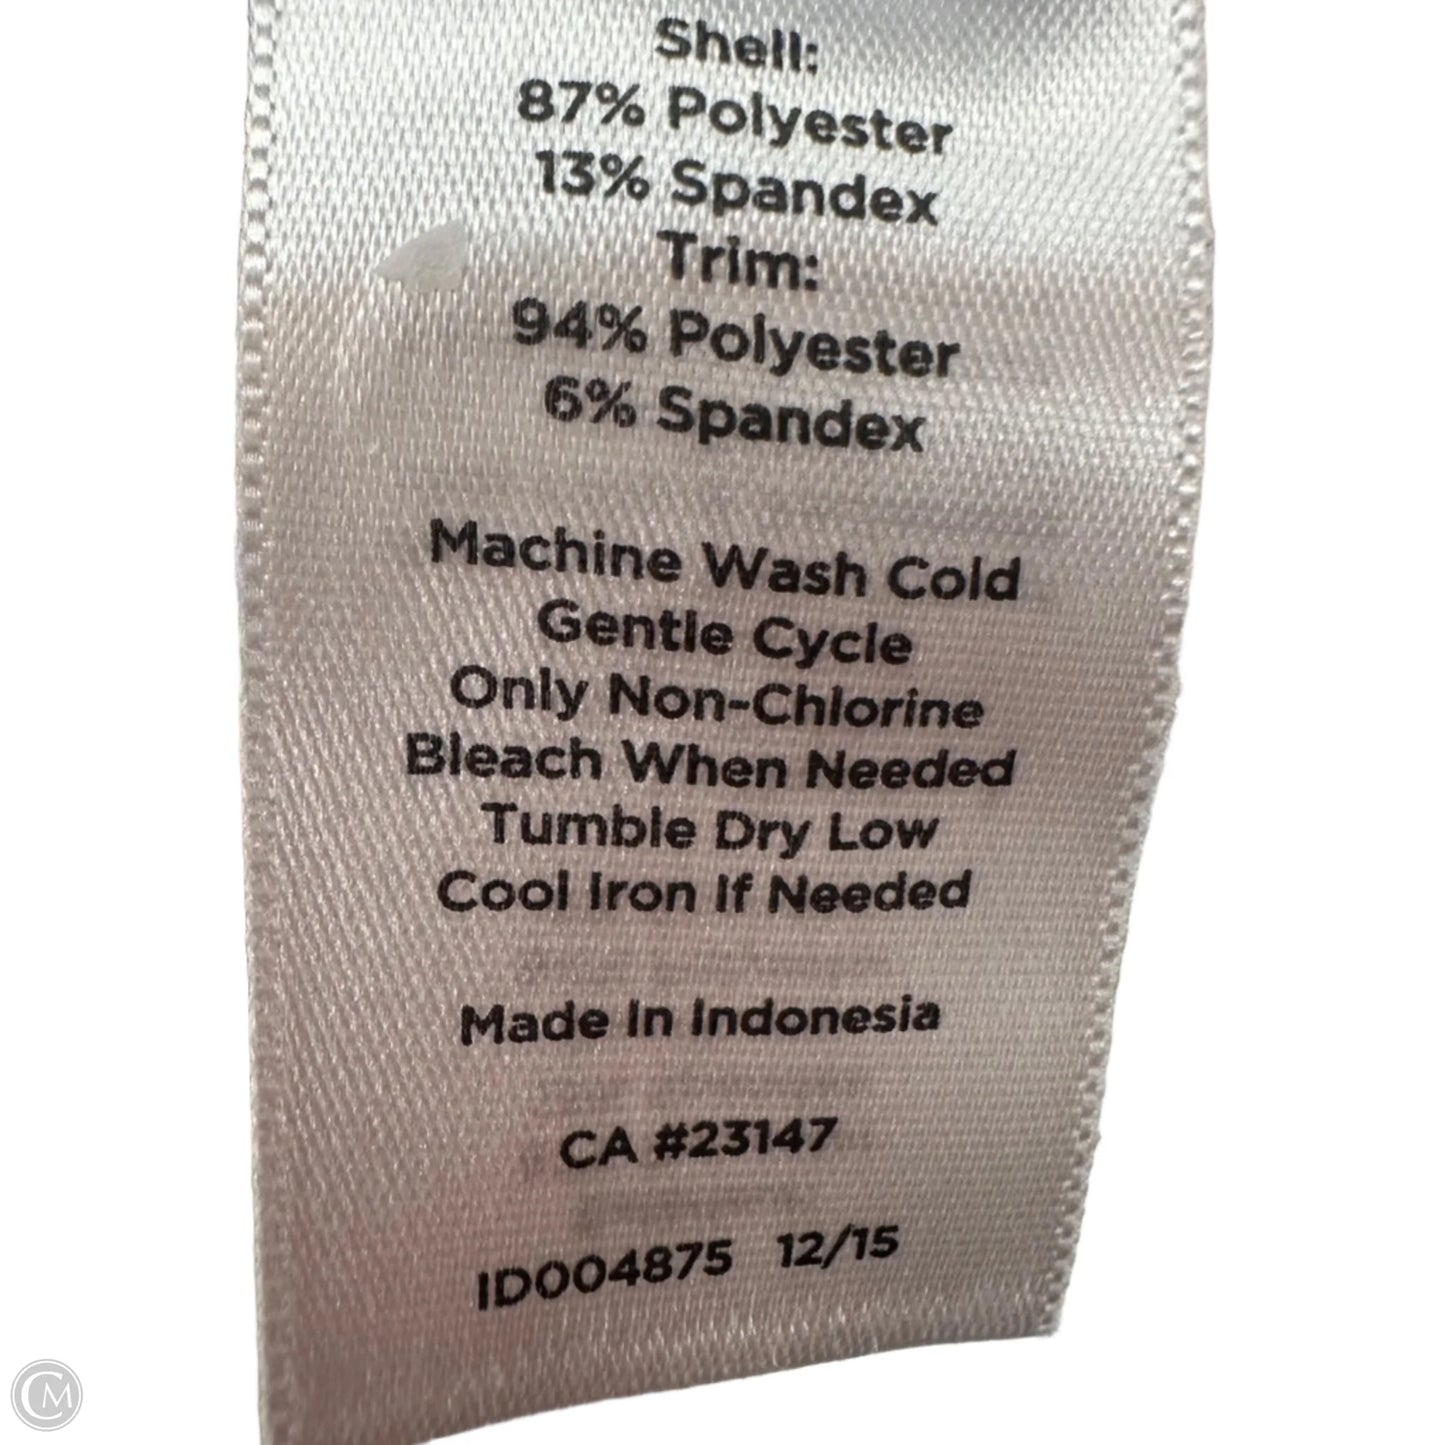 Shell:
87% Polyester
13% Spandex
Trim:
94% Polyester
6% Spandex
Machine Wash Cold
Gentle Cycle
Only Non-Chlorine
Bleach When Needed
Tumble Dry Low
Cool Iron If Needed
Made In Indonesia
CA #23147
ID004875 12/15
CM